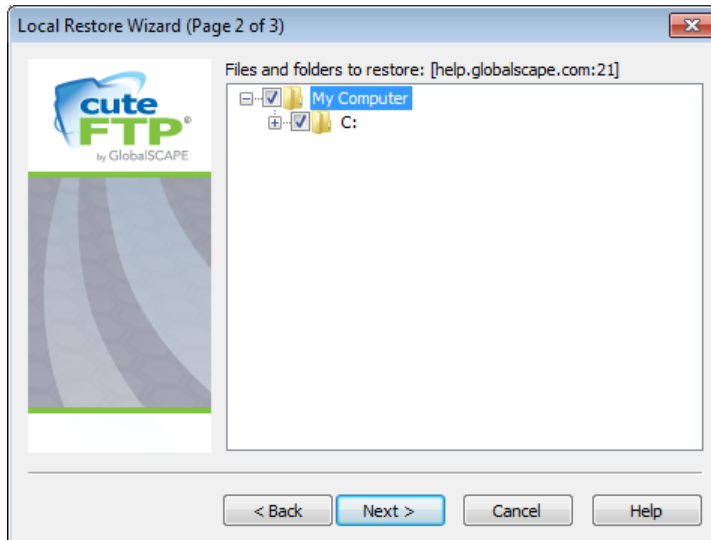 Local Restore Wizard (Page 2 of 3)
Files and folders to restore: [help.globalscape.com:21]
My Computer
C:
cute
FTP®
by GlobalSCAPE
< Back Next > Cancel Help